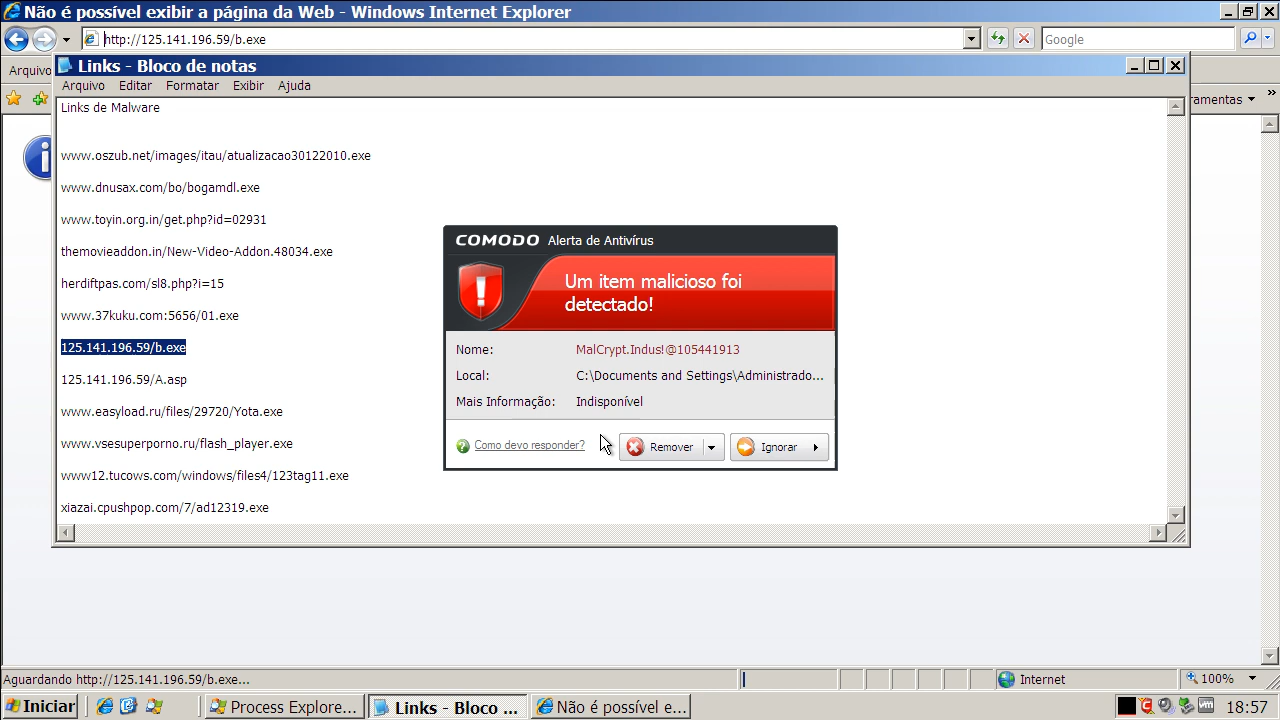 Não é possível exibir a página da Web - Windows Internet Explorer
http://125.141.196.59/b.exe
Google
Arquivo
Links - Bloco de notas
Arquivo Editar Formatar Exibir Ajuda
ramentas
Links de Malware
www.oszub.net/images/itau/atualizacao30122010.exe
www.dnusax.com/bo/bogamdl.exe
www.toyin.org.in/get.php?id=02931
themovieaddon.in/New-Video-Addon.48034.exe
herdiftpas.com/sl8.php?i=15
www.37kuku.com:5656/01.exe
125.141.196.59/b.exe
125.141.196.59/A.asp
www.easyload.ru/files/29720/Yota.exe
www.vsesuperporno.ru/flash_player.exe
www12.tucows.com/windows/files4/123tag11.exe
xiazai.cpushpop.com/7/ad12319.exe
COMODO Alerta de Antivírus
Um item malicioso foi
detectado!
Nome: MalCrypt.Indus!@105441913
Local: C:\Documents and Settings\Administrado...
Mais Informação: Indisponível
Como devo responder? Remover Ignorar
Aguardando http://125.141.196.59/b.exe...
Internet
100%
Iniciar
Process Explore...
Links - Bloco ...
Não é possível e...
18:57